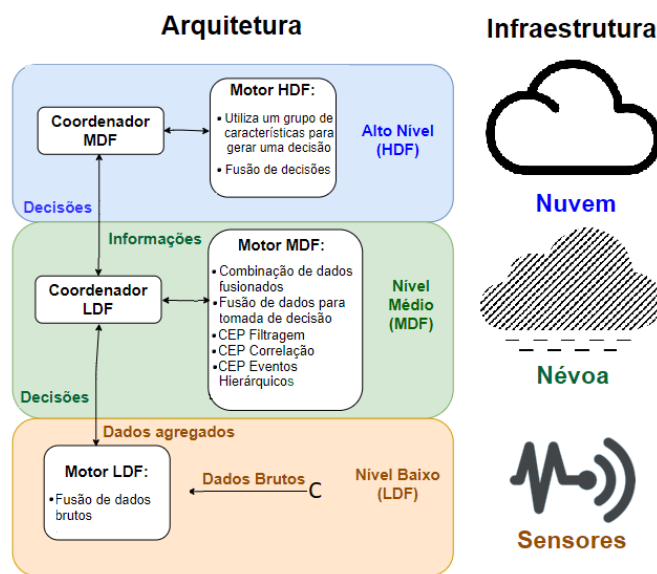 Arquitetura
Infraestrutura
Coordenador
MDF
Motor HDF:
• Utiliza um grupo de
características para
gerar uma decisão
• Fusão de decisões
Alto Nível
(HDF)
Nuvem
Decisões
Informações
Coordenador
LDF
Motor MDF:
• Combinação de dados
fusionados
• Fusão de dados para
tomada de decisão
• CEP Filtragem
• CEP Correlação
• CEP Eventos
Hierárquicos
Nível
Médio
(MDF)
Névoa
Decisões
Dados agregados
Motor LDF:
• Fusão de dados
brutos
Dados Brutos
C
Nível Baixo
(LDF)
Sensores